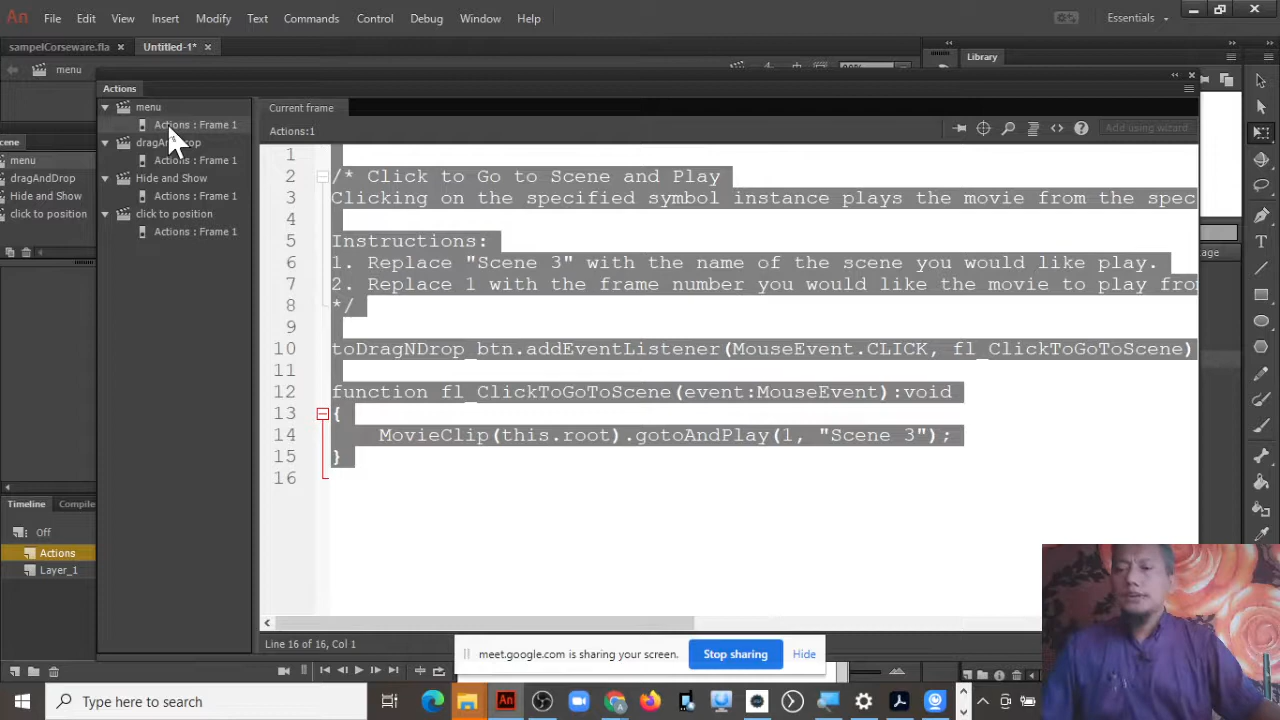 An File Edit View Insert Modify Text Commands Control Debug Window Help Essentials
sampelCorseware.fla Untitled-1*
Library
menu
Actions
menu
Actions : Frame 1
dragAndDrop
Actions : Frame 1
Hide and Show
Actions : Frame 1
click to position
Actions : Frame 1
menu
dragAndDrop
Hide and Show
click to position
Current frame
Actions:1
Add using wizard
1
2 /* Click to Go to Scene and Play
3 Clicking on the specified symbol instance plays the movie from the spec
4
5 Instructions:
6 1. Replace "Scene 3" with the name of the scene you would like play.
7 2. Replace 1 with the frame number you would like the movie to play fro
8 */
9
10 toDragNDrop_btn.addEventListener(MouseEvent.CLICK, fl_ClickToGoToScene)
11
12 function fl_ClickToGoToScene(event:MouseEvent):void
13 {
14 MovieClip(this.root).gotoAndPlay(1, "Scene 3");
15 }
16
Line 16 of 16, Col 1
Timeline Compile
Off
Actions
Layer_1
meet.google.com is sharing your screen. Stop sharing Hide
Type here to search